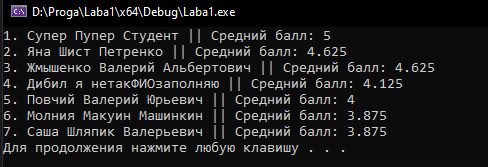 D:\Proga\Laba1\x64\Debug\Laba1.exe
1. Супер Пупер Студент || Средний балл: 5
2. Яна Шист Петренко || Средний балл: 4.625
3. Жмышенко Валерий Альбертович || Средний балл: 4.625
4. Дибил я нетакФИОзаполняю || Средний балл: 4.125
5. Повчий Валерий Юрьевич || Средний балл: 4
6. Молния Макуин Машинкин || Средний балл: 3.875
7. Саша Шляпик Валерьевич || Средний балл: 3.875
Для продолжения нажмите любую клавишу . . .